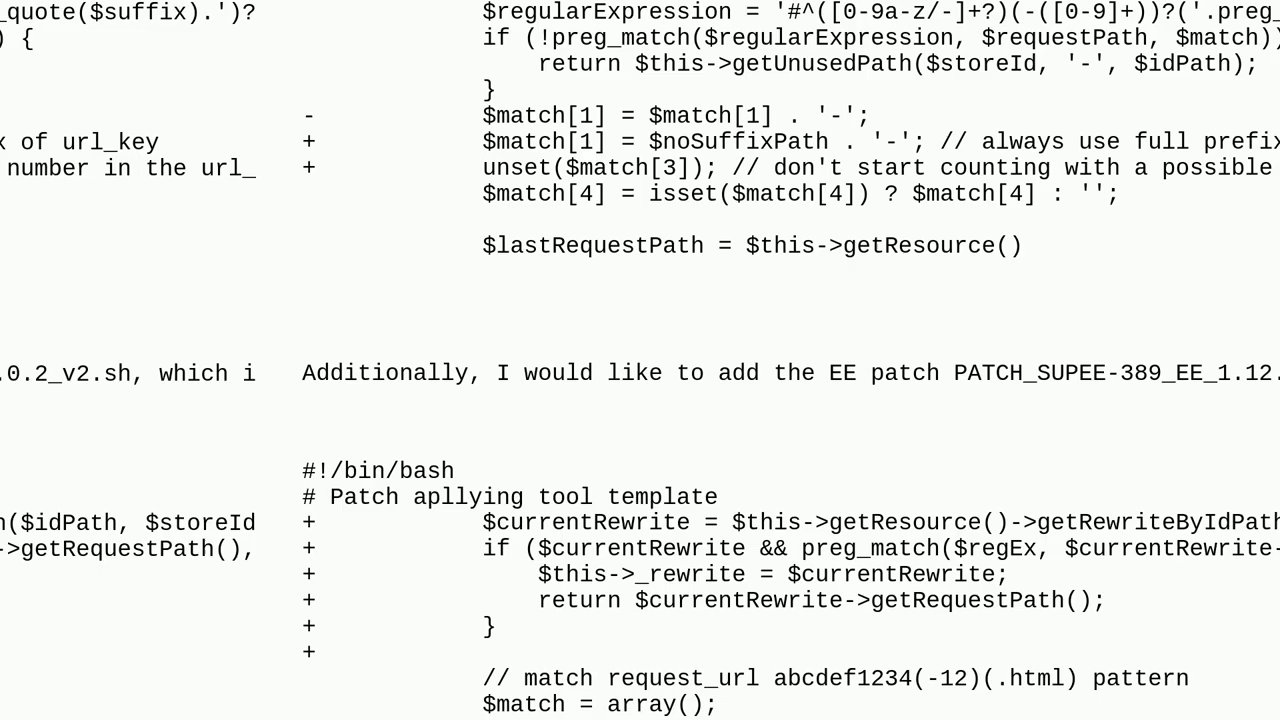 _quote($suffix).')?
) {
x of url_key
number in the url_
.0.2_v2.sh, which i
($idPath, $storeId
->getRequestPath(),
$regularExpression = '#^([0-9a-z/-]+?)(-([0-9]+))?('.preg_
if (!preg_match($regularExpression, $requestPath, $match))
return $this->getUnusedPath($storeId, '-', $idPath);
}
- $match[1] = $match[1] . '-';
+ $match[1] = $noSuffixPath . '-'; // always use full prefix
+ unset($match[3]); // don't start counting with a possible
$match[4] = isset($match[4]) ? $match[4] : '';
$lastRequestPath = $this->getResource()
Additionally, I would like to add the EE patch PATCH_SUPEE-389_EE_1.12.
#!/bin/bash
# Patch apllying tool template
+ $currentRewrite = $this->getResource()->getRewriteByIdPath
+ if ($currentRewrite && preg_match($regEx, $currentRewrite-
+ $this->_rewrite = $currentRewrite;
+ return $currentRewrite->getRequestPath();
+ }
+
// match request_url abcdef1234(-12)(.html) pattern
$match = array();